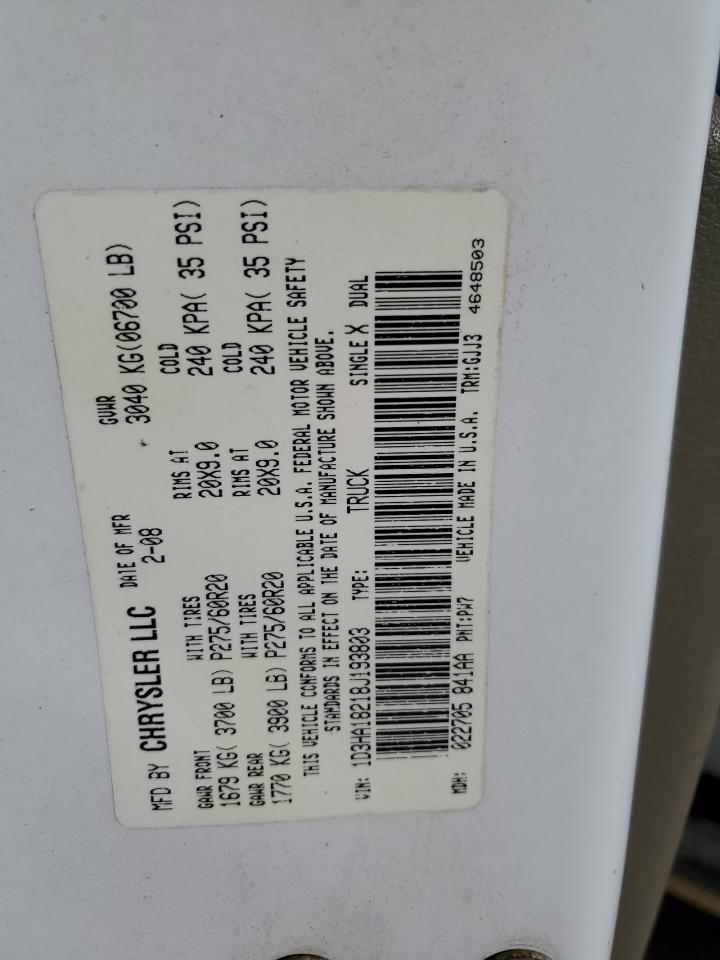 MFD BY CHRYSLER LLC DATE OF MFR GVWR
2-08 3040 KG(06700 LB)
GAWR FRONT WITH TIRES RIMS AT COLD
1679 KG( 3700 LB) P275/60R20 20X9.0 240 KPA( 35 PSI)
GAWR REAR WITH TIRES RIMS AT COLD
1770 KG( 3900 LB) P275/60R20 20X9.0 240 KPA( 35 PSI)
THIS VEHICLE CONFORMS TO ALL APPLICABLE U.S.A. FEDERAL MOTOR VEHICLE SAFETY
STANDARDS IN EFFECT ON THE DATE OF MANUFACTURE SHOWN ABOVE.
VIN: 1D3HA18218J193803 TYPE: TRUCK SINGLE X DUAL
MDH: 022705 841AA PNT:PW7 VEHICLE MADE IN U.S.A. TRM:GJJ3 4648503